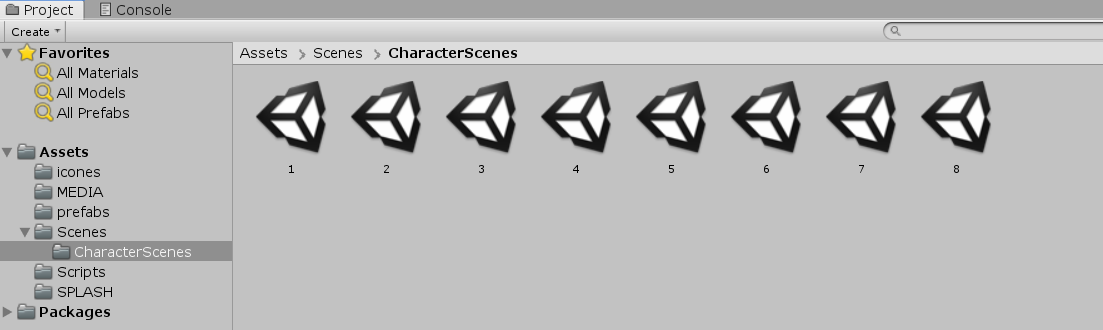 Project Console
Create
Favorites
All Materials
All Models
All Prefabs
Assets
icones
MEDIA
prefabs
Scenes
CharacterScenes
Scripts
SPLASH
Packages
Assets Scenes CharacterScenes
1 2 3 4 5 6 7 8